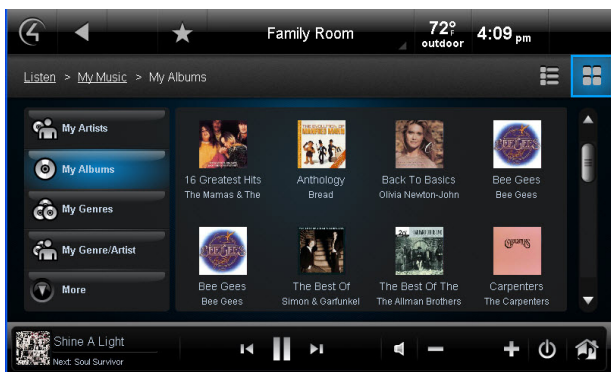 4
Family Room
72°F
outdoor
4:09 pm
Listen > My Music > My Albums
My Artists
My Albums
My Genres
My Genre/Artist
More
16 Greatest Hits
The Mamas & The
Anthology
Bread
Back To Basics
Olivia Newton-John
Bee Gees
Bee Gees
Bee Gees
Bee Gees
The Best Of
Simon & Garfunkel
The Best Of The
The Allman Brothers
Carpenters
The Carpenters
Shine A Light
Next: Soul Survivor